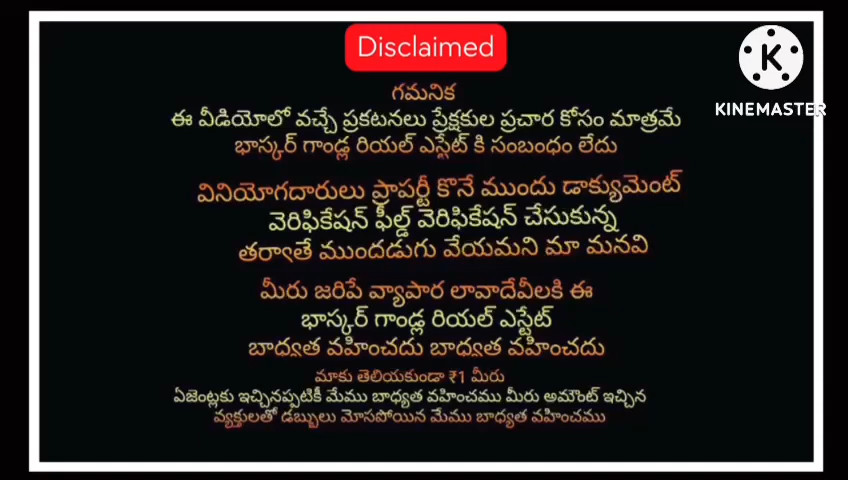 Disclaimed
K
KINEMASTER
గమనిక
ఈ వీడియోలో వచ్చే ప్రకటనలు ప్రేక్షకుల ప్రచార కోసం మాత్రమే
భాస్కర్ గాండ్ల రియల్ ఎస్టేట్ కి సంబంధం లేదు
వినియోగదారులు ప్రాపర్టీ కొనే ముందు డాక్యుమెంట్
వెరిఫికేషన్ ఫీల్డ్ వెరిఫికేషన్ చేసుకున్న
తర్వాతే ముందడుగు వేయమని మా మనవి
మీరు జరిపే వ్యాపార లావాదేవీలకి ఈ
భాస్కర్ గాండ్ల రియల్ ఎస్టేట్
బాధ్యత వహించదు బాధ్యత వహించదు
మాకు తెలియకుండా ₹1 మీరు
ఏజెంట్లకు ఇచ్చినప్పటికీ మేము బాధ్యత వహించము మీరు అమౌంట్ ఇచ్చిన
వ్యక్తులతో డబ్బులు మోసపోయిన మేము బాధ్యత వహించము